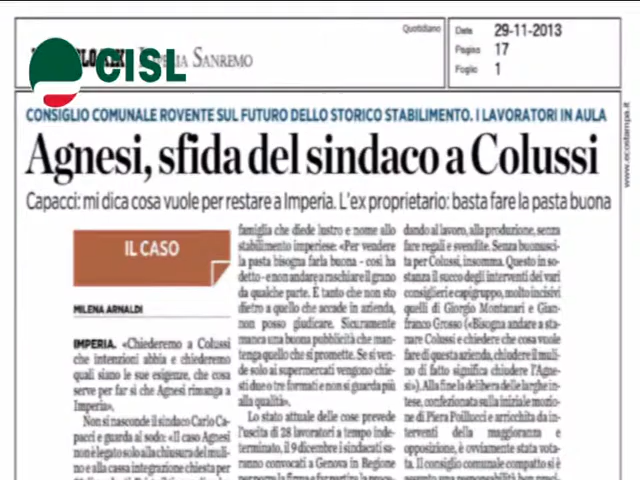 Quotidiano
Data 29-11-2013
Pagina 17
Foglio 1
IMPERIA SANREMO
CISL
www.ecostampa.it
CONSIGLIO COMUNALE ROVENTE SUL FUTURO DELLO STORICO STABILIMENTO. I LAVORATORI IN AULA
Agnesi, sfida del sindaco a Colussi
Capacci: mi dica cosa vuole per restare a Imperia. L'ex proprietario: basta fare la pasta buona
IL CASO
MILENA ARNALDI
IMPERIA. «Chiederemo a Colussi
che intenzioni abbia e chiederemo
quali siano le sue esigenze, che cosa
serve per far sì che Agnesi rimanga a
Imperia».
Non si nasconde il sindaco Carlo Ca-
pacci e guarda al sodo: «Il caso Agnesi
non è legato solo alla chiusura del muli-
no e alla cassa integrazione chiesta per
famiglia che diede lustro e nome allo
stabilimento imperiese: «Per vendere
la pasta bisogna farla buona - così ha
detto - e non andare a raschiare il grano
da qualche parte. È tanto che non sto
dietro a quello che accade in azienda,
non posso giudicare. Sicuramente
manca una buona pubblicità che man-
tenga quello che si promette. Se si ven-
de solo ai supermercati vengono chie-
sti due o tre formati e non si guarda più
alla qualità».
Lo stato attuale delle cose prevede
l'uscita di 28 lavoratori a tempo inde-
terminato, il 9 dicembre i sindacati sa-
ranno convocati a Genova in Regione
per porre la firma e far partire la proce-
dando al lavoro, alla produzione, senza
fare regali e svendite. Senza buonusci-
ta per Colussi, insomma. Questo in so-
stanza il succo degli interventi dei vari
consiglieri e capigruppo, molto incisivi
quelli di Giorgio Montanari e Gian-
franco Grosso («Bisogna andare a sta-
nare Colussi e chiedere che cosa vuole
fare di questa azienda, chiudere il muli-
no di fatto significa chiudere l'Agne-
si»). Alla fine la delibera delle larghe in-
tese, confezionata sulla iniziale mozio-
ne di Piera Poillucci e arricchita da in-
terventi della maggioranza e
opposizione, è ovviamente stata vota-
ta. Il consiglio comunale compatto si è